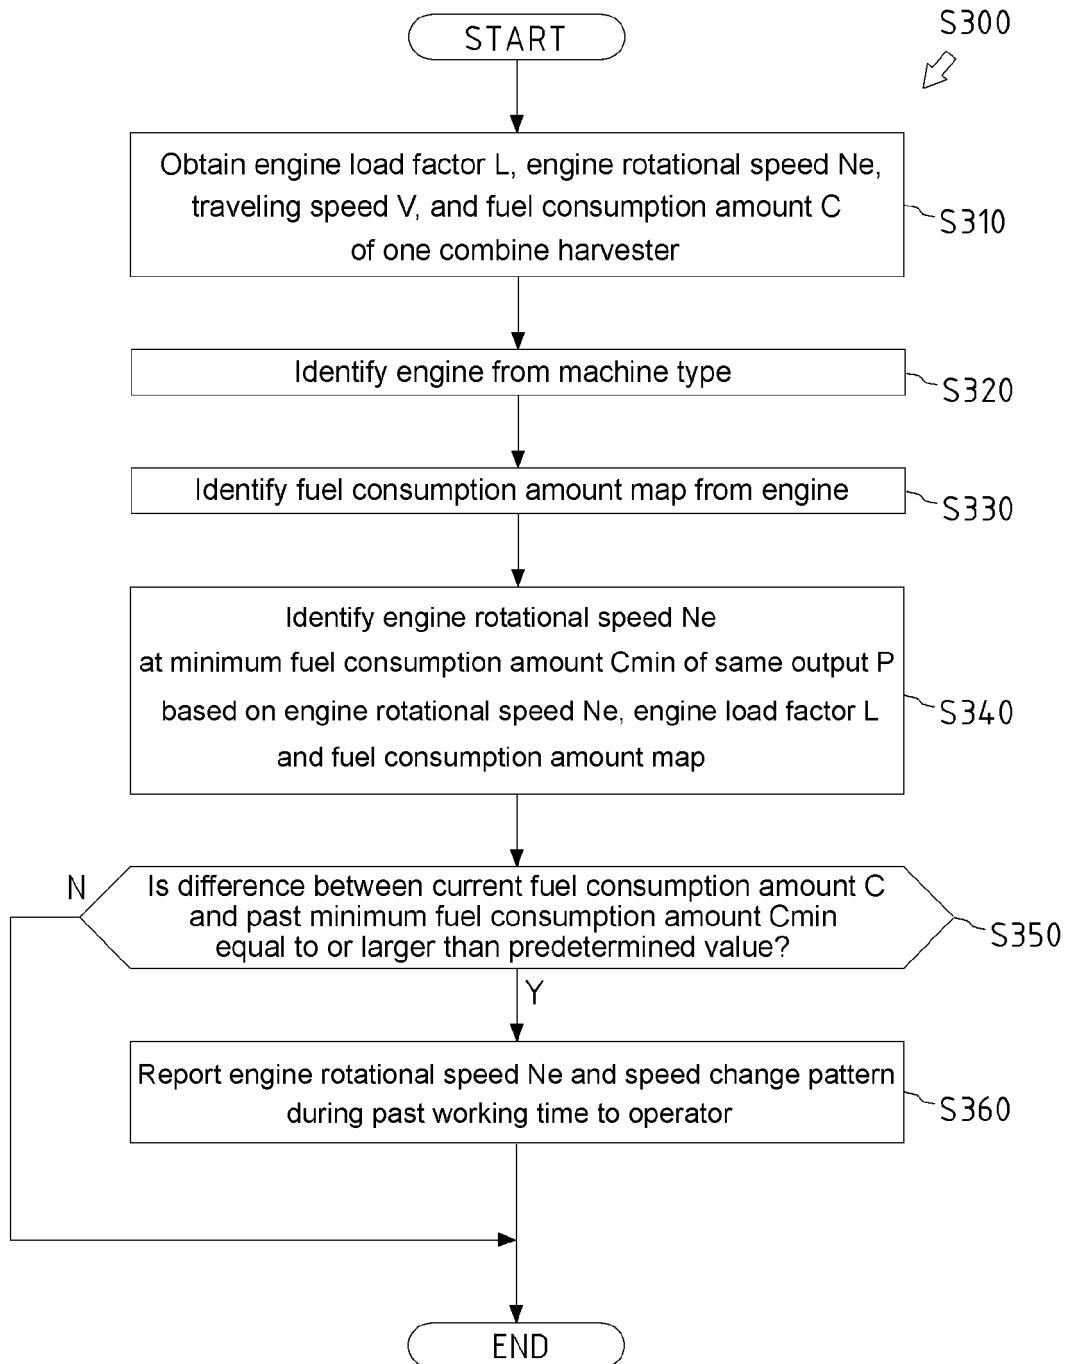 START
S300
Obtain engine load factor L, engine rotational speed Ne,
traveling speed V, and fuel consumption amount C
of one combine harvester
S310
Identify engine from machine type
S320
Identify fuel consumption amount map from engine
S330
Identify engine rotational speed Ne
at minimum fuel consumption amount Cmin of same output P
based on engine rotational speed Ne, engine load factor L
and fuel consumption amount map
S340
N
Is difference between current fuel consumption amount C
and past minimum fuel consumption amount Cmin
equal to or larger than predetermined value?
S350
Y
Report engine rotational speed Ne and speed change pattern
during past working time to operator
S360
END